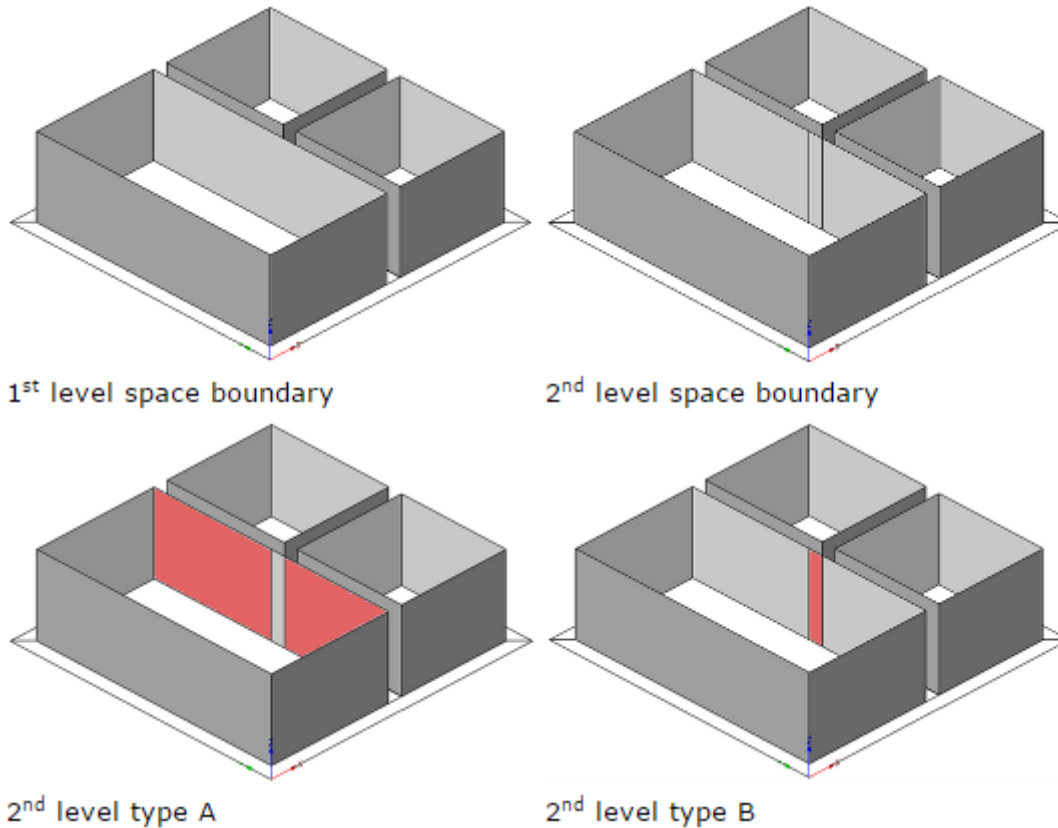 1st level space boundary
2nd level space boundary
2nd level type A
2nd level type B